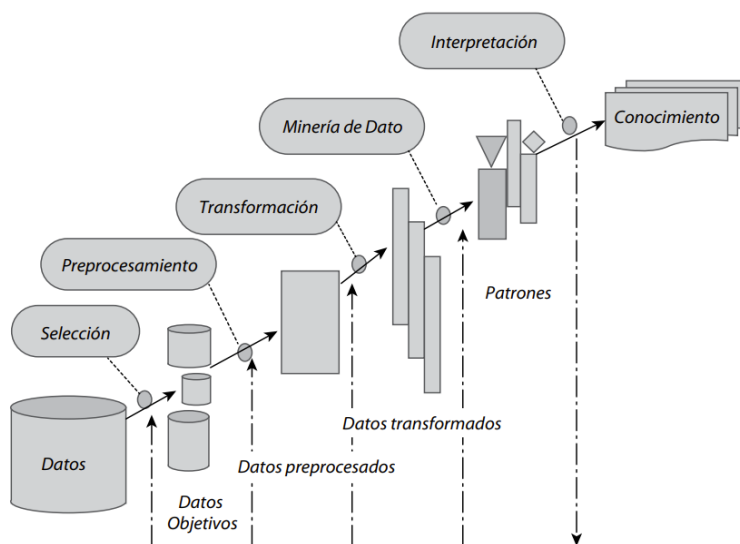 Interpretación
Conocimiento
Minería de Dato
Transformación
Preprocesamiento
Patrones
Selección
Datos transformados
Datos
Datos preprocesados
Datos
Objetivos